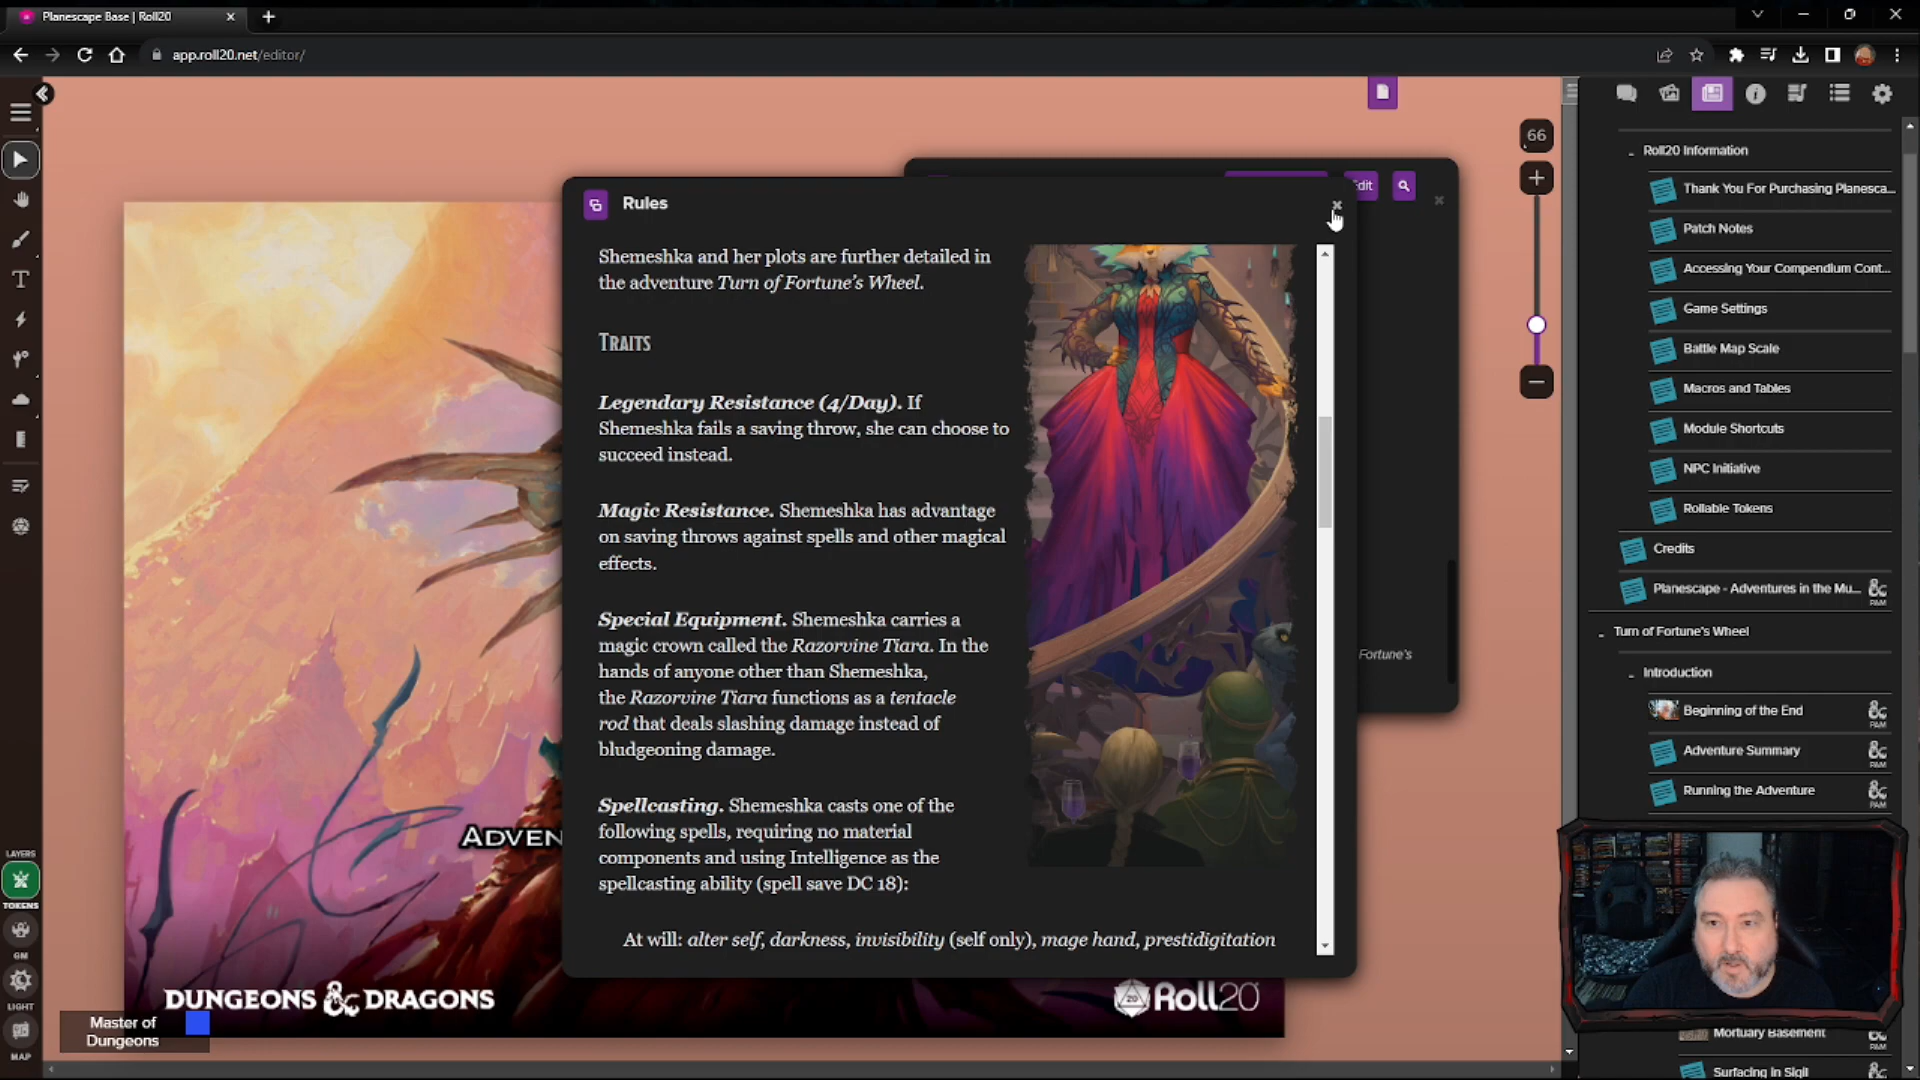 Planescape Base | Roll20
app.roll20.net/editor/
66
Rules
Edit
Shemeshka and her plots are further detailed in
the adventure Turn of Fortune's Wheel.
TRAITS
Legendary Resistance (4/Day). If
Shemeshka fails a saving throw, she can choose to
succeed instead.
Magic Resistance. Shemeshka has advantage
on saving throws against spells and other magical
effects.
Special Equipment. Shemeshka carries a
magic crown called the Razorvine Tiara. In the
hands of anyone other than Shemeshka,
the Razorvine Tiara functions as a tentacle
rod that deals slashing damage instead of
bludgeoning damage.
Spellcasting. Shemeshka casts one of the
following spells, requiring no material
components and using Intelligence as the
spellcasting ability (spell save DC 18):
At will: alter self, darkness, invisibility (self only), mage hand, prestidigitation
Fortune's
ADVEN
DUNGEONS & DRAGONS
Roll20
Master of
Dungeons
LAYERS
TOKENS
GM
LIGHT
MAP
Roll20 Information
Thank You For Purchasing Planesca...
Patch Notes
Accessing Your Compendium Cont...
Game Settings
Battle Map Scale
Macros and Tables
Module Shortcuts
NPC Initiative
Rollable Tokens
Credits
Planescape - Adventures in the Mu...
PAM
Turn of Fortune's Wheel
Introduction
Beginning of the End
PAM
Adventure Summary
PAM
Running the Adventure
PAM
Mortuary Basement
PAM
Surfacing in Sigil